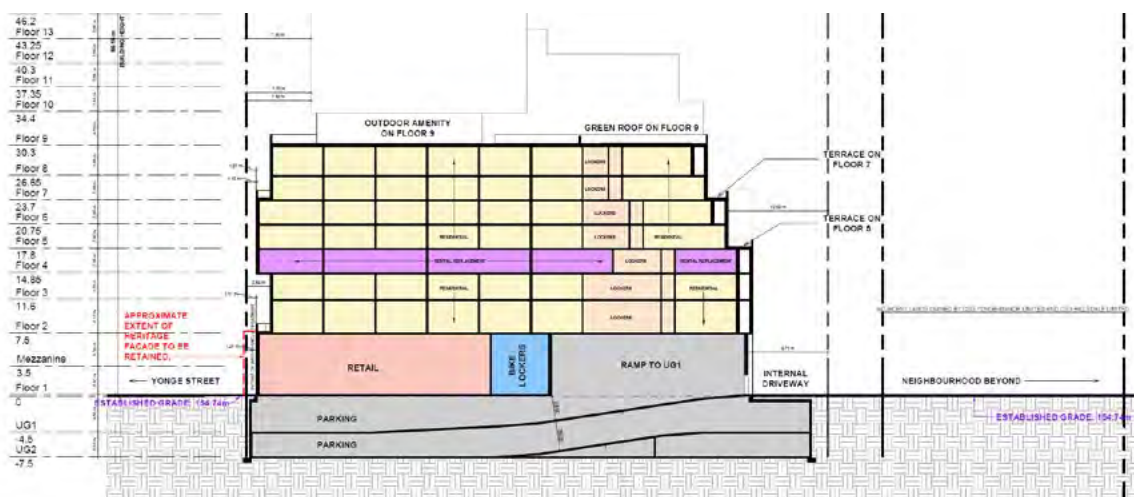 46.2
Floor 13
43.25
Floor 12
40.3
Floor 11
37.35
Floor 10
34.4
Floor 9
30.3
Floor 8
26.65
Floor 7
23.7
Floor 6
20.75
Floor 5
17.8
Floor 4
14.85
Floor 3
11.6
Floor 2
7.6
Mezzanine
3.5
Floor 1
0
UG1
-4.5
UG2
-7.5
BUILDING HEIGHT
OUTDOOR AMENITY
ON FLOOR 9
GREEN ROOF ON FLOOR 9
TERRACE ON
FLOOR 7
TERRACE ON
FLOOR 5
LOCKERS
LOCKERS
LOCKERS
RESIDENTIAL
LOCKERS
RESIDENTIAL
RENTAL REPLACEMENT
LOCKERS
RENTAL REPLACEMENT
RESIDENTIAL
LOCKERS
RESIDENTIAL
LOCKERS
APPROXIMATE
EXTENT OF
HERITAGE
FACADE TO BE
RETAINED.
RETAIL
BIKE
LOCKERS
RAMP TO UG1
INTERNAL
DRIVEWAY
YONGE STREET
NEIGHBOURHOOD BEYOND
ESTABLISHED GRADE: 154.74m
ESTABLISHED GRADE: 154.74m
PARKING
PARKING